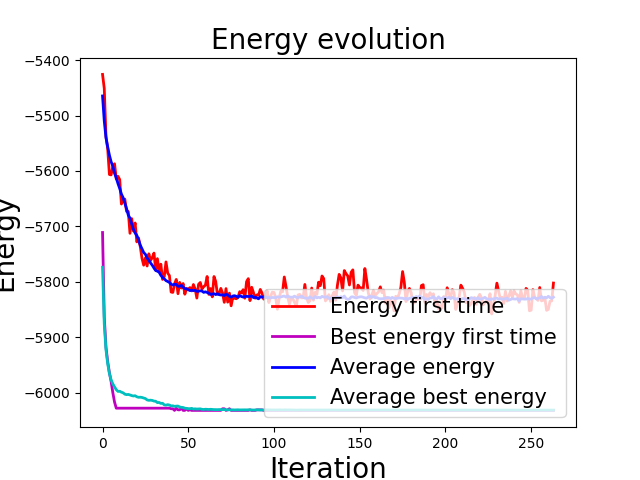 Energy evolution
−5400
−5500
−5600
−5700
−5800
−5900
−6000
Energy
0
50
100
150
200
250
Iteration
Energy first time
Best energy first time
Average energy
Average best energy